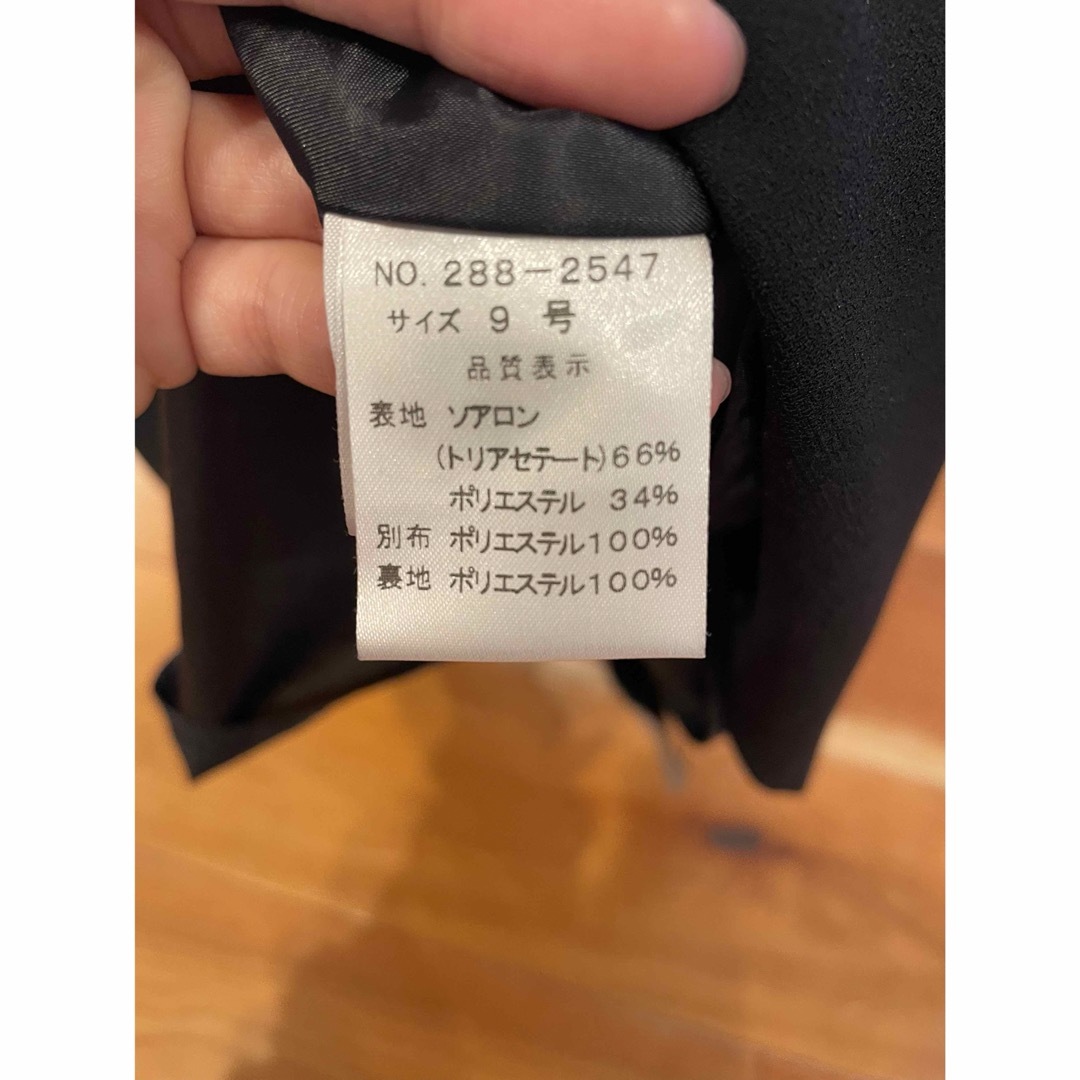 NO. 288-2547
サイズ 9 号
品質表示
表地 ソアロン
(トリアセテート)66%
ポリエステル 34%
別布 ポリエステル100%
裏地 ポリエステル100%